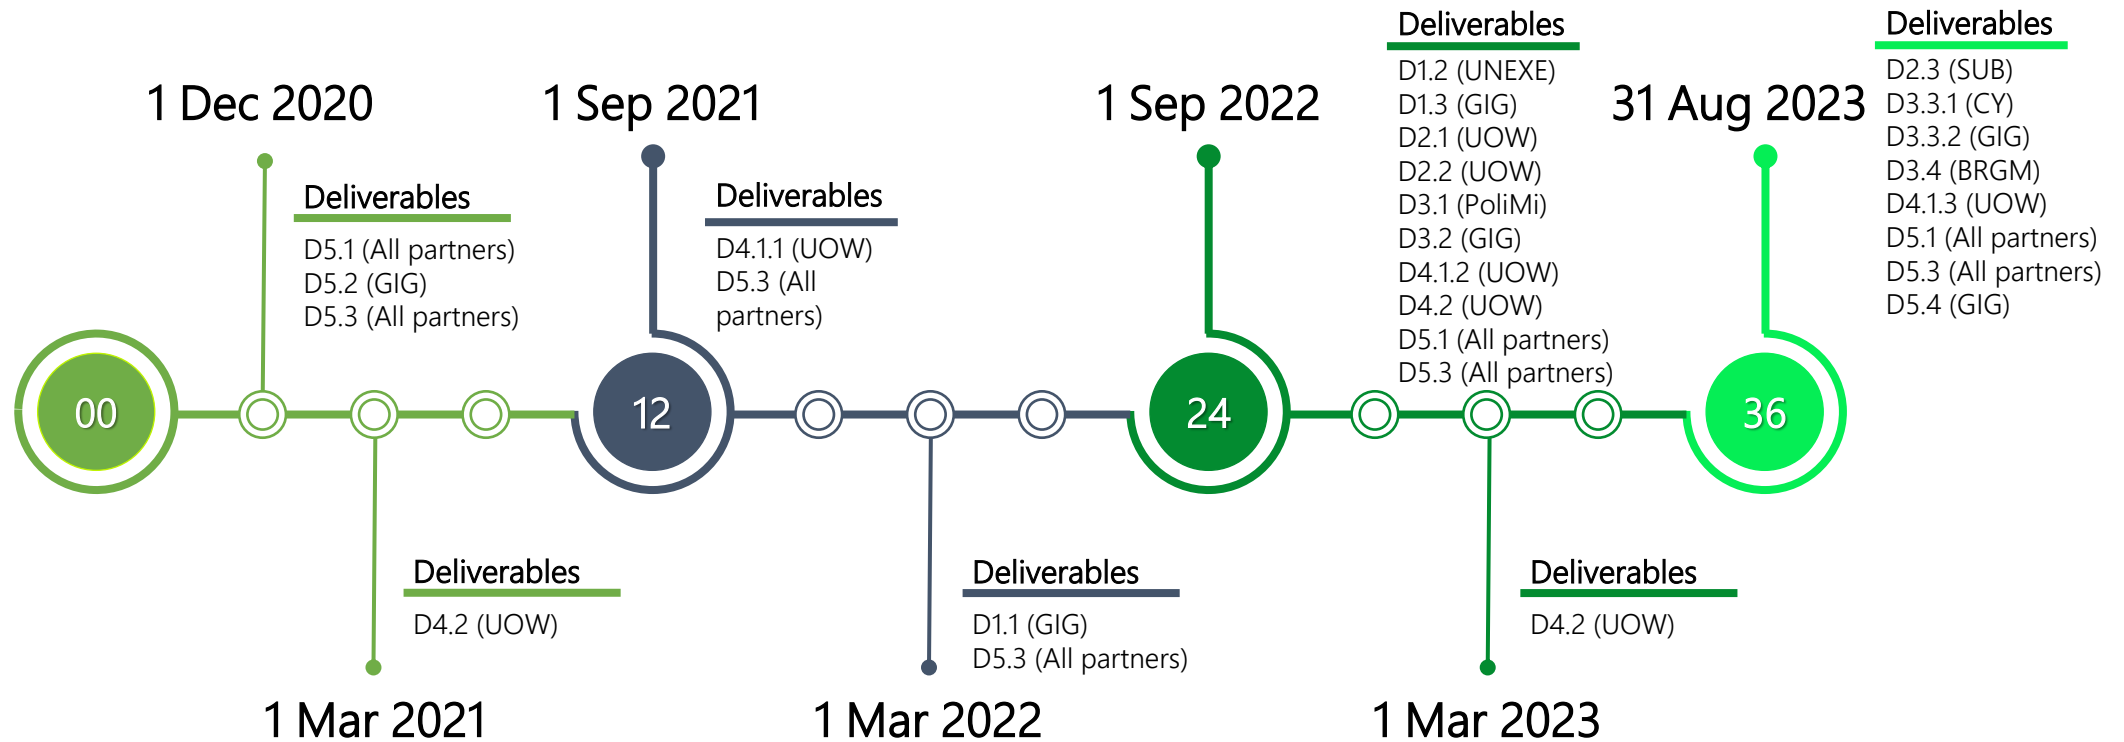 1 Dec 2020
Deliverables
D5.1 (All partners)
D5.2 (GIG)
D5.3 (All partners)
1 Sep 2021
Deliverables
D4.1.1 (UOW)
D5.3 (All
partners)
1 Sep 2022
Deliverables
D1.2 (UNEXE)
D1.3 (GIG)
D2.1 (UOW)
D2.2 (UOW)
D3.1 (PoliMi)
D3.2 (GIG)
D4.1.2 (UOW)
D4.2 (UOW)
D5.1 (All partners)
D5.3 (All partners)
31 Aug 2023
Deliverables
D2.3 (SUB)
D3.3.1 (CY)
D3.3.2 (GIG)
D3.4 (BRGM)
D4.1.3 (UOW)
D5.1 (All partners)
D5.3 (All partners)
D5.4 (GIG)
00
12
24
36
Deliverables
D4.2 (UOW)
1 Mar 2021
Deliverables
D1.1 (GIG)
D5.3 (All partners)
1 Mar 2022
Deliverables
D4.2 (UOW)
1 Mar 2023